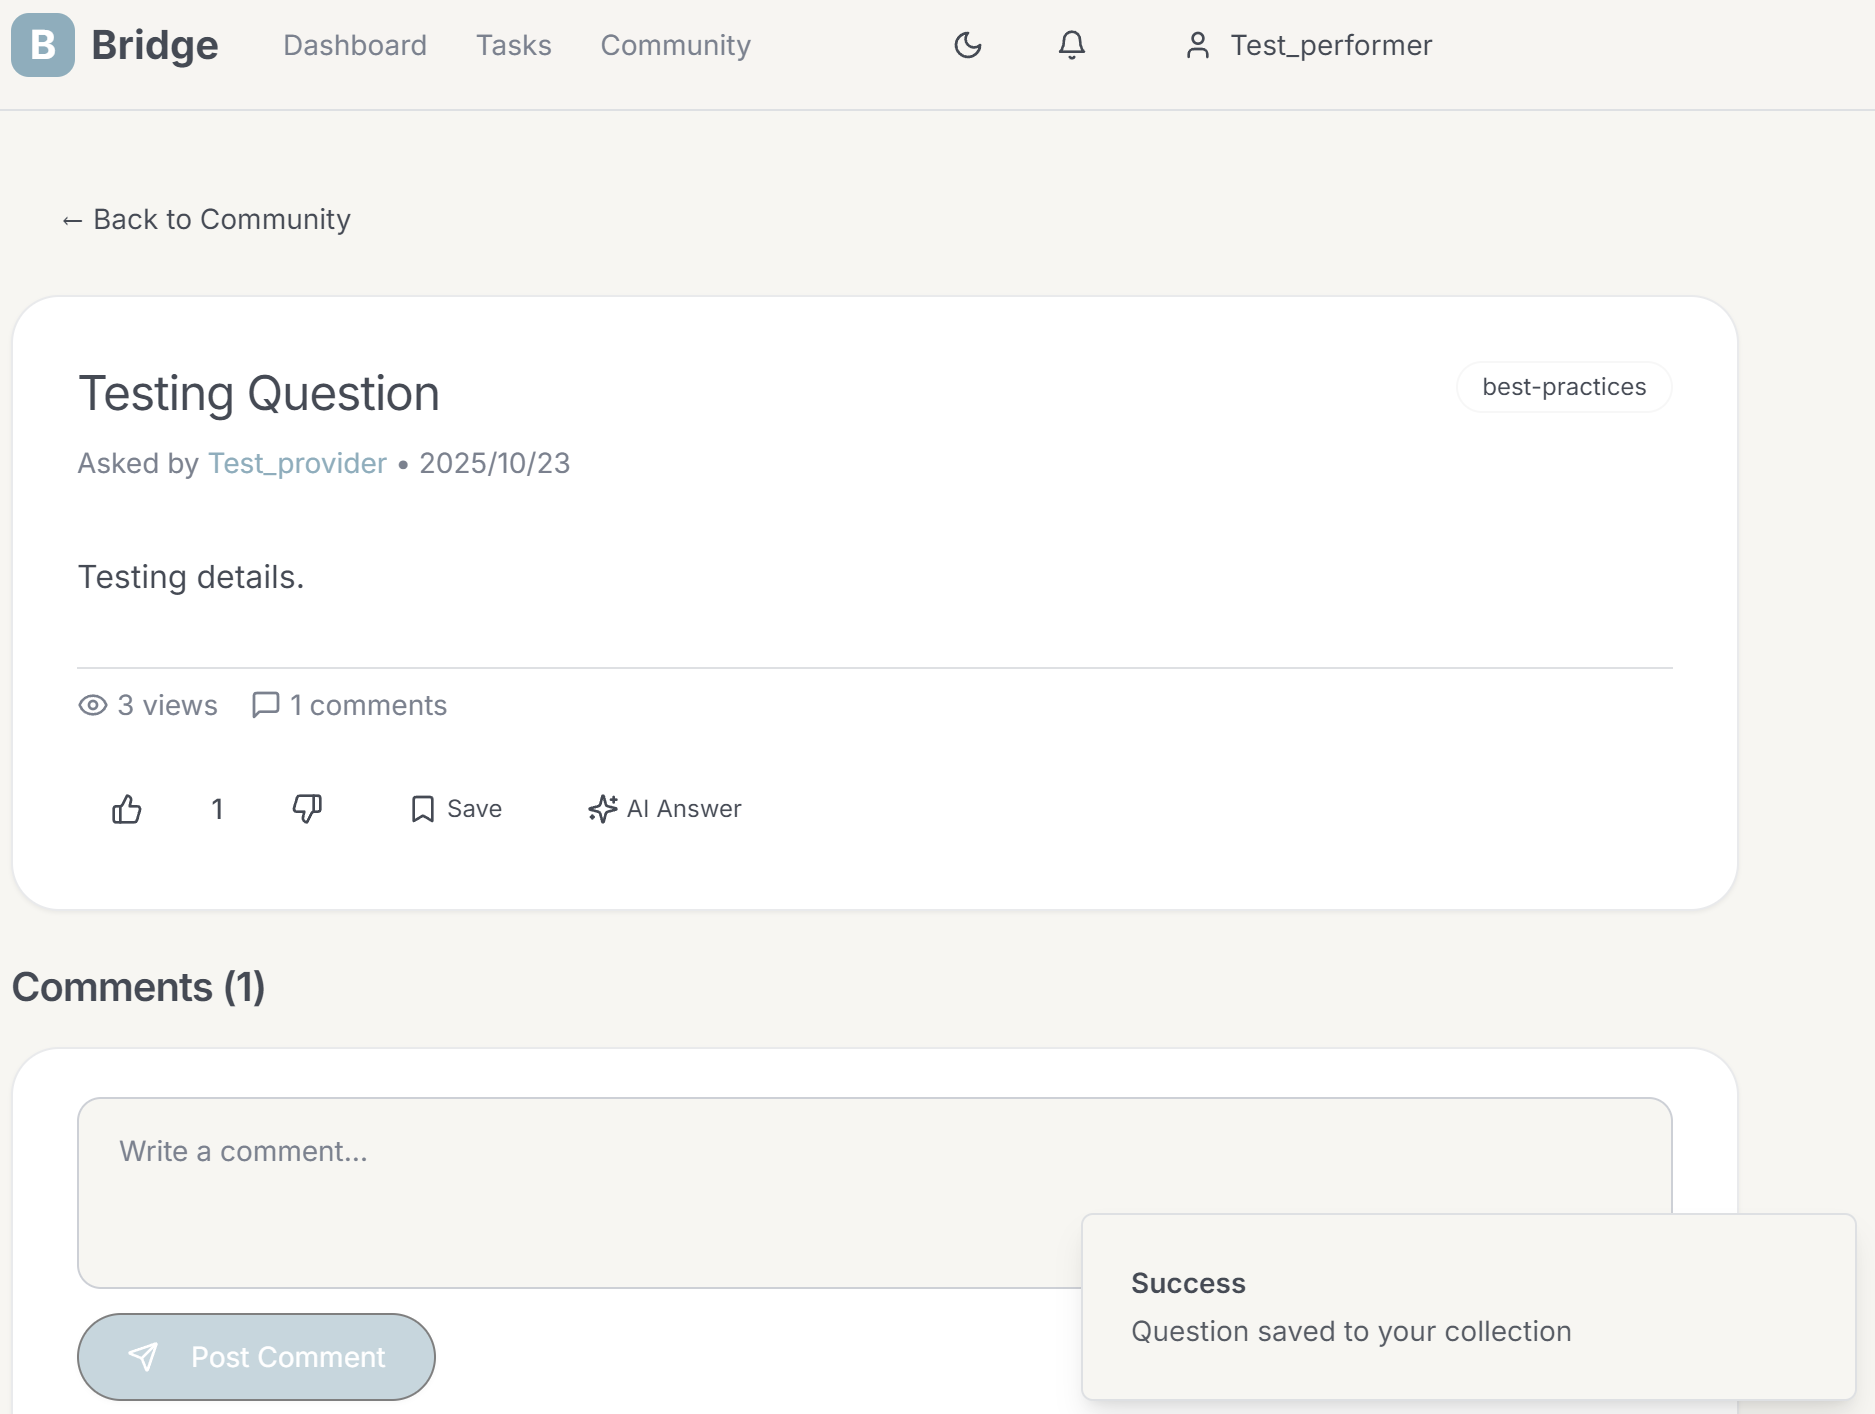 B Bridge Dashboard Tasks Community Test_performer
← Back to Community
Testing Question best-practices
Asked by Test_provider • 2025/10/23
Testing details.
3 views 1 comments
1 Save AI Answer
Comments (1)
Write a comment...
Post Comment
Success
Question saved to your collection